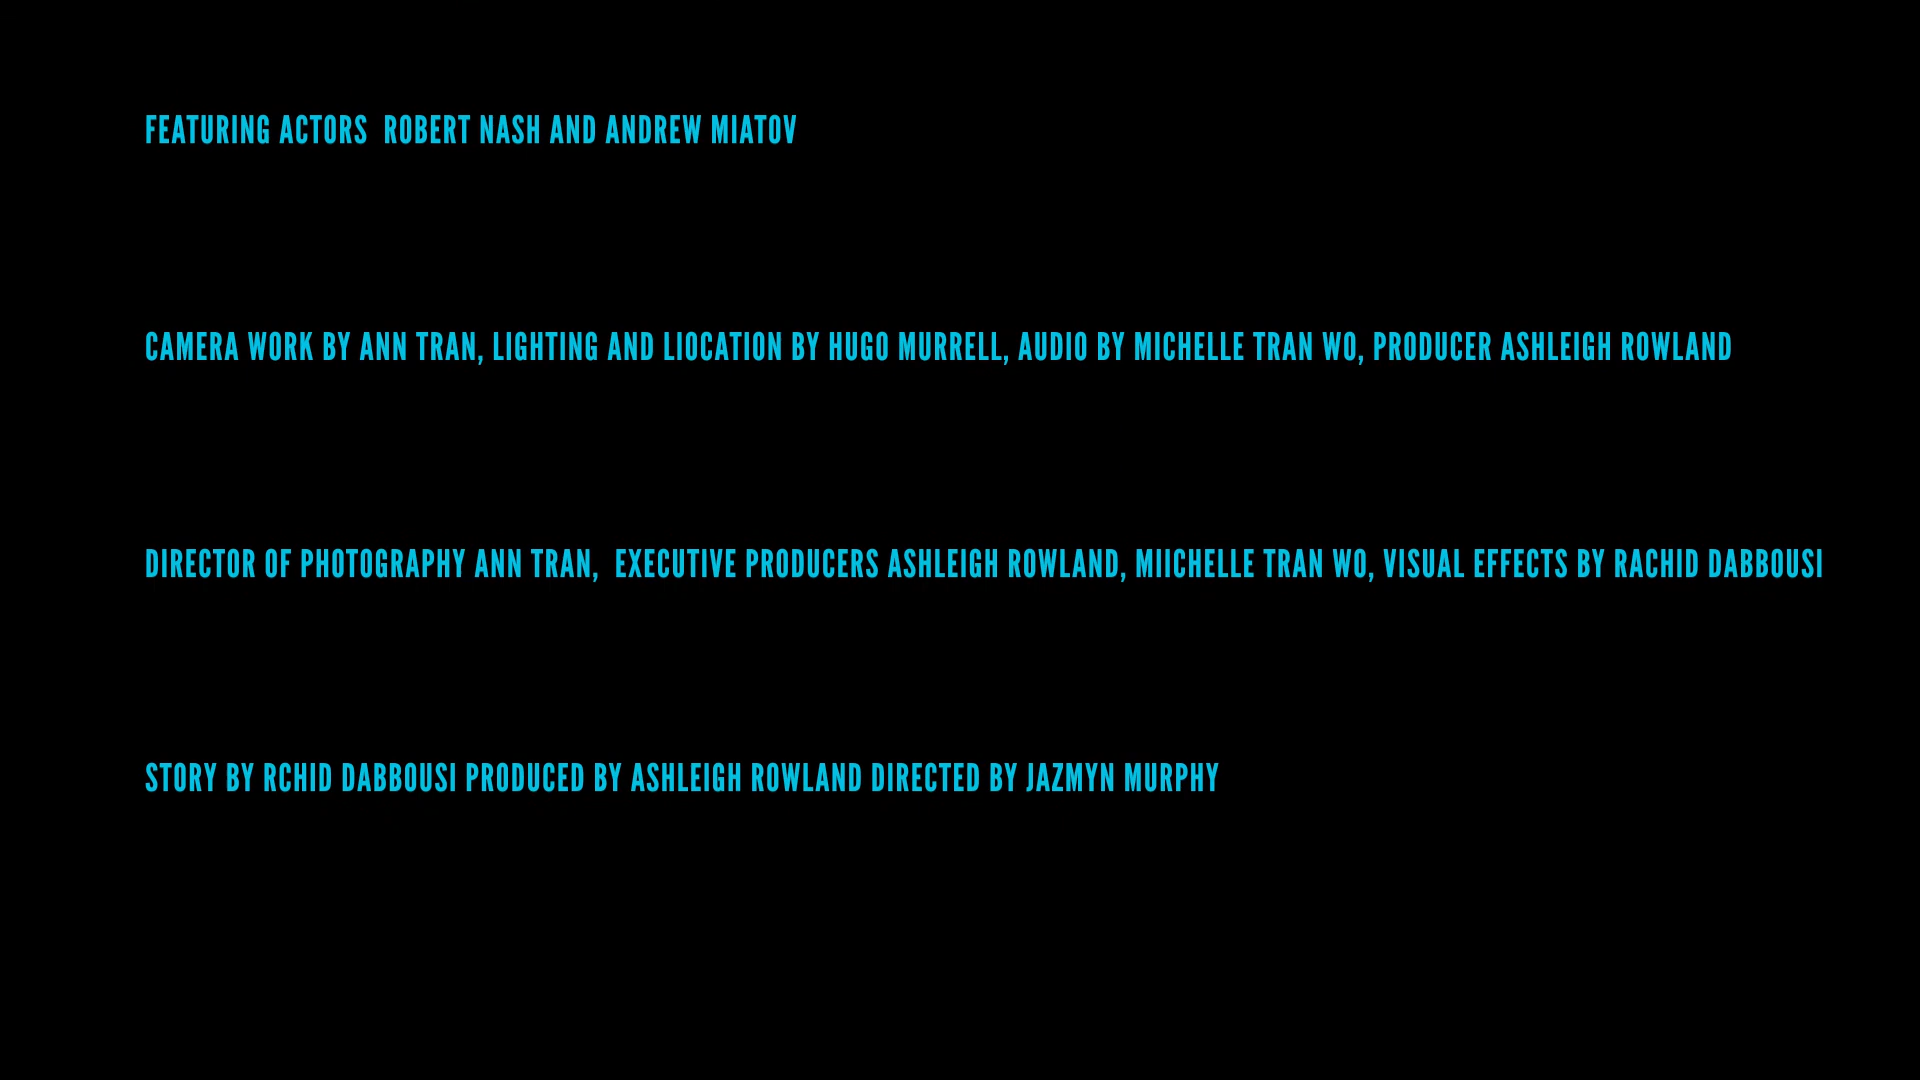 FEATURING ACTORS  ROBERT NASH AND ANDREW MIATOV
CAMERA WORK BY ANN TRAN, LIGHTING AND LIOCATION BY HUGO MURRELL, AUDIO BY MICHELLE TRAN WO, PRODUCER ASHLEIGH ROWLAND
DIRECTOR OF PHOTOGRAPHY ANN TRAN,  EXECUTIVE PRODUCERS ASHLEIGH ROWLAND, MIICHELLE TRAN WO, VISUAL EFFECTS BY RACHID DABBOUSI
STORY BY RCHID DABBOUSI PRODUCED BY ASHLEIGH ROWLAND DIRECTED BY JAZMYN MURPHY